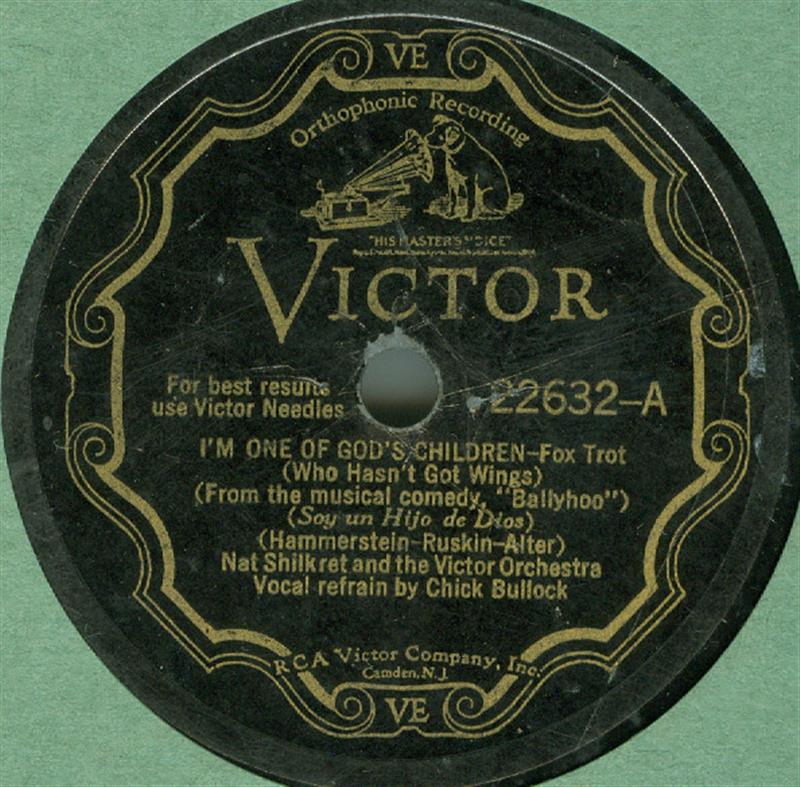 VE
Orthophonic Recording
"HIS MASTER'S VOICE"
VICTOR
For best results
use Victor Needles
22632-A
I'M ONE OF GOD'S CHILDREN-Fox Trot
(Who Hasn't Got Wings)
(From the musical comedy, "Ballyhoo")
(Soy un Hijo de Dios)
(Hammerstein-Ruskin-Alter)
Nat Shilkret and the Victor Orchestra
Vocal refrain by Chick Bullock
RCA Victor Company, Inc.
Camden, N.J.
VE